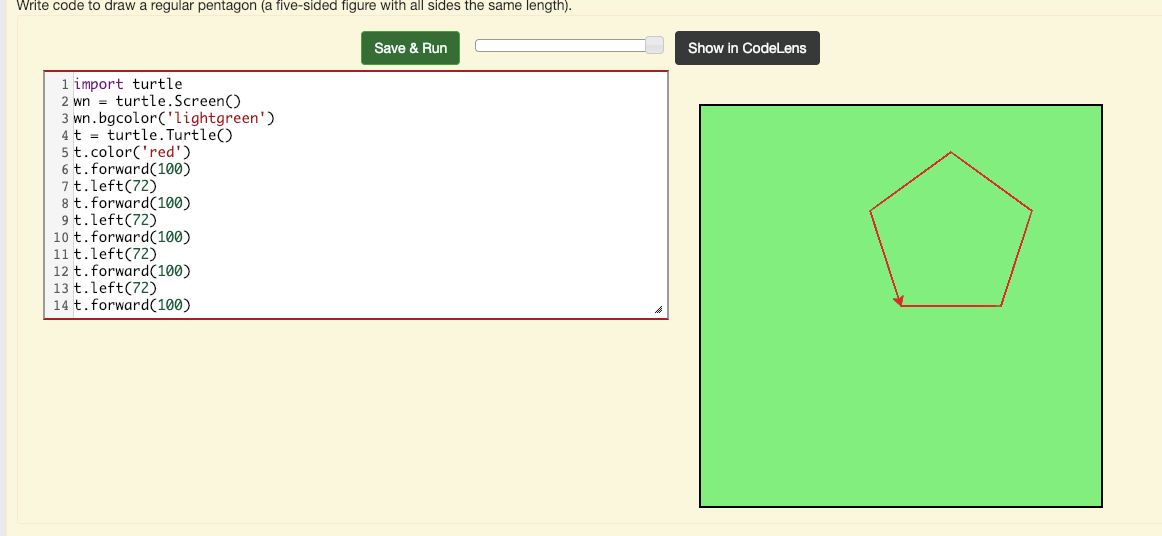 Write code to draw a regular pentagon (a five-sided figure with all sides the same length).
Save & Run
Show in CodeLens
1 import turtle
2 wn = turtle.Screen()
3 wn.bgcolor('lightgreen')
4 t = turtle.Turtle()
5 t.color('red')
6 t.forward(100)
7 t.left(72)
8 t.forward(100)
9 t.left(72)
10 t.forward(100)
11 t.left(72)
12 t.forward(100)
13 t.left(72)
14 t.forward(100)